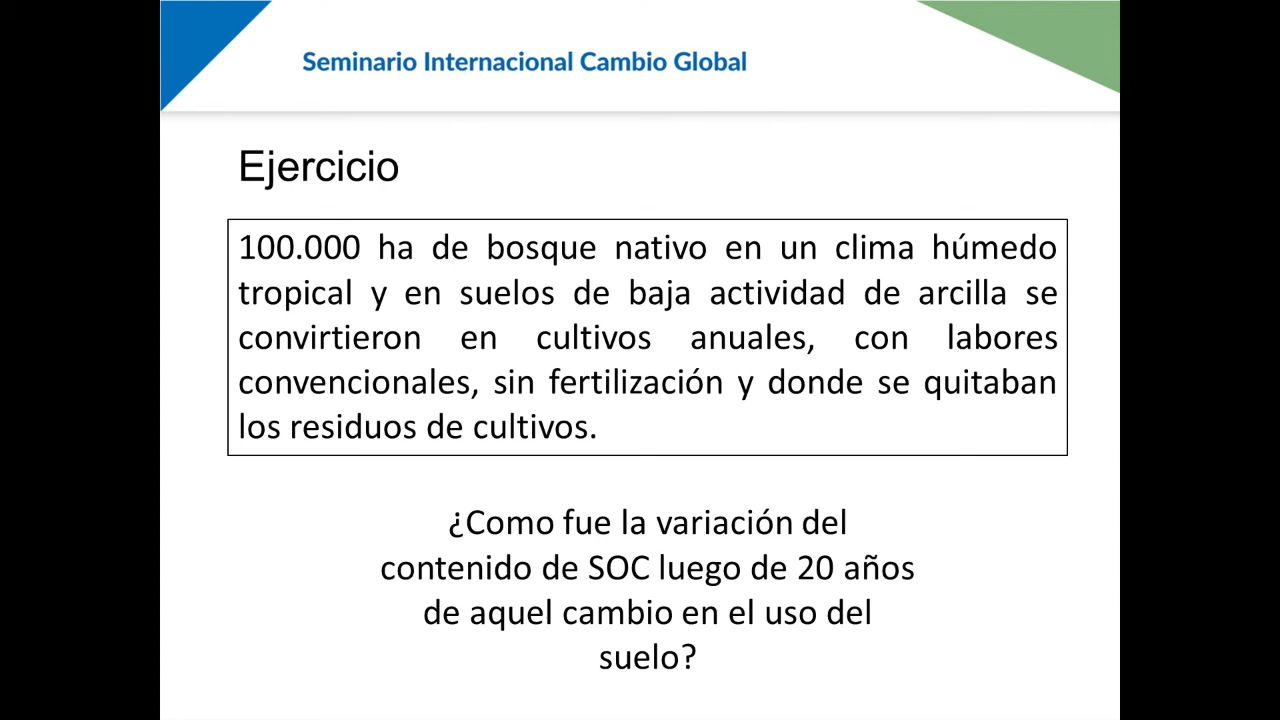 Seminario Internacional Cambio Global
Ejercicio
100.000 ha de bosque nativo en un clima húmedo
tropical y en suelos de baja actividad de arcilla se
convirtieron en cultivos anuales, con labores
convencionales, sin fertilización y donde se quitaban
los residuos de cultivos.
¿Como fue la variación del
contenido de SOC luego de 20 años
de aquel cambio en el uso del
suelo?